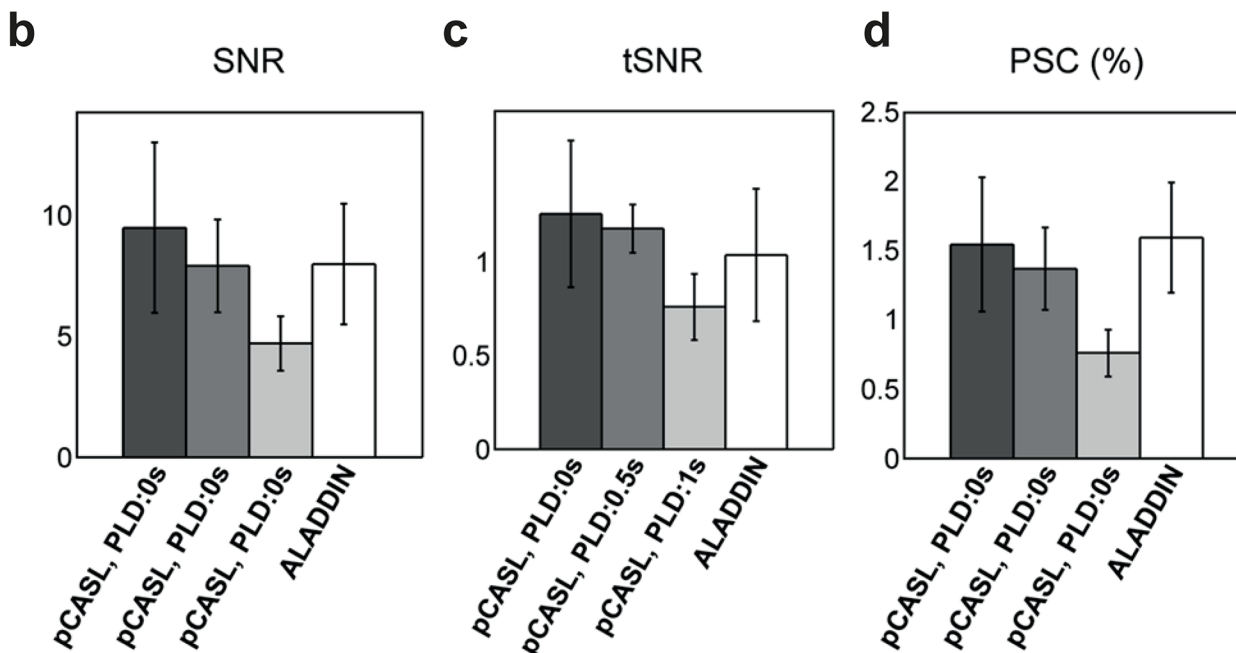 b
SNR
10
5
0
pCASL, PLD:0s
pCASL, PLD:0s
pCASL, PLD:0s
ALADDIN
c
tSNR
1
0.5
0
pCASL, PLD:0s
pCASL, PLD:0.5s
pCASL, PLD:1s
ALADDIN
d
PSC (%)
2.5
2
1.5
1
0.5
0
pCASL, PLD:0s
pCASL, PLD:0s
pCASL, PLD:0s
ALADDIN